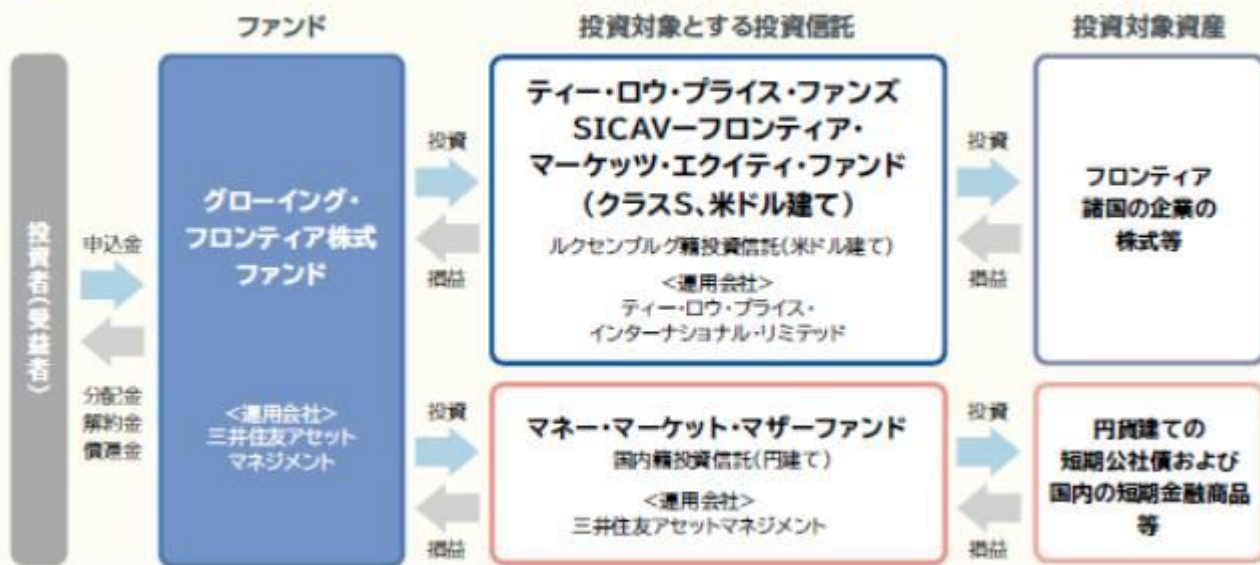 ファンド
投資対象とする投資信託
投資対象資産
投資者(受益者)
申込金
分配金
解約金
償還金
グローイング・
フロンティア株式
ファンド
<運用会社>
三井住友アセット
マネジメント
投資
損益
ティー・ロウ・プライス・ファンズ
SICAVーフロンティア・
マーケッツ・エクイティ・ファンド
(クラスS、米ドル建て)
ルクセンブルグ籍投資信託(米ドル建て)
<運用会社>
ティー・ロウ・プライス・
インターナショナル・リミテッド
投資
損益
フロンティア
諸国の企業の
株式等
投資
損益
マネー・マーケット・マザーファンド
国内籍投資信託(円建て)
<運用会社>
三井住友アセットマネジメント
投資
損益
円貨建ての
短期公社債および
国内の短期金融商品
等